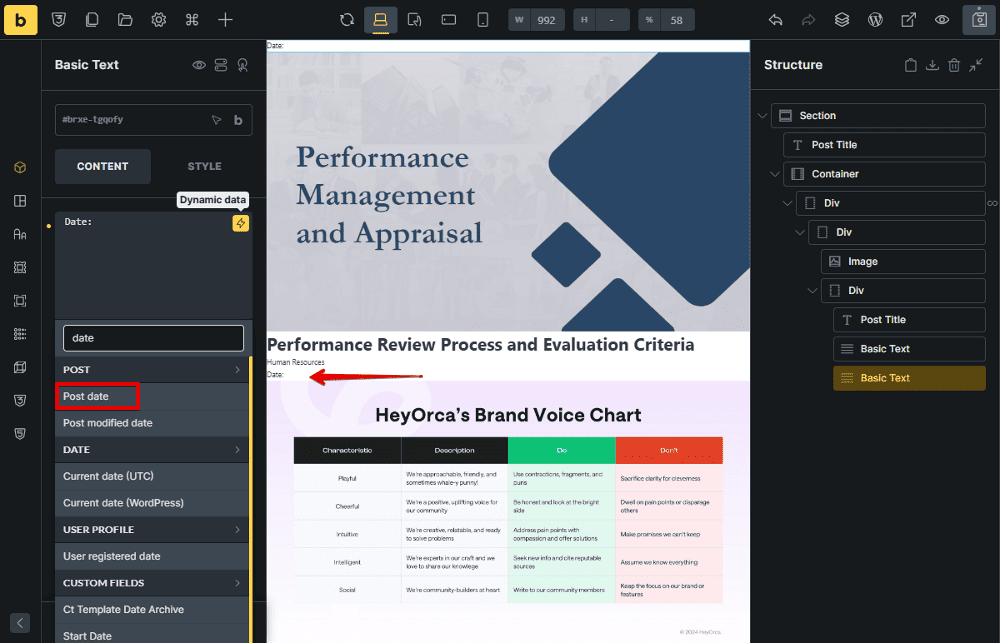 b
W 992
H -
% 58
Basic Text
#brxe-tgqofy
b
CONTENT
STYLE
Dynamic data
Date:
date
POST
Post date
Post modified date
DATE
Current date (UTC)
Current date (WordPress)
USER PROFILE
User registered date
CUSTOM FIELDS
Ct Template Date Archive
Start Date
Date:
Performance
Management
and Appraisal
Performance Review Process and Evaluation Criteria
Human Resources
Date:
HeyOrca's Brand Voice Chart
Characteristic
Description
Do
Don't
Playful
We're approachable, friendly, and
sometimes whale-y punny!
Use contractions, fragments, and
puns
Sacrifice clarity for cleverness
Cheerful
We're a positive, uplifting voice for
our community
Be honest and look at the bright
side
Dwell on pain points or disparage
others
Intuitive
We're creative, relatable, and ready
to solve problems
Address pain points with
compassion and offer solutions
Make promises we can't keep
Intelligent
We're experts in our craft and we
love to share our knowlege
Seek new info and cite reputable
sources
Assume we know everything
Social
We're community-builders at heart
Write to our community members
Keep the focus on our brand or
features
© 2024 HeyOrca.
Structure
Section
Post Title
Container
Div
Div
Image
Div
Post Title
Basic Text
Basic Text